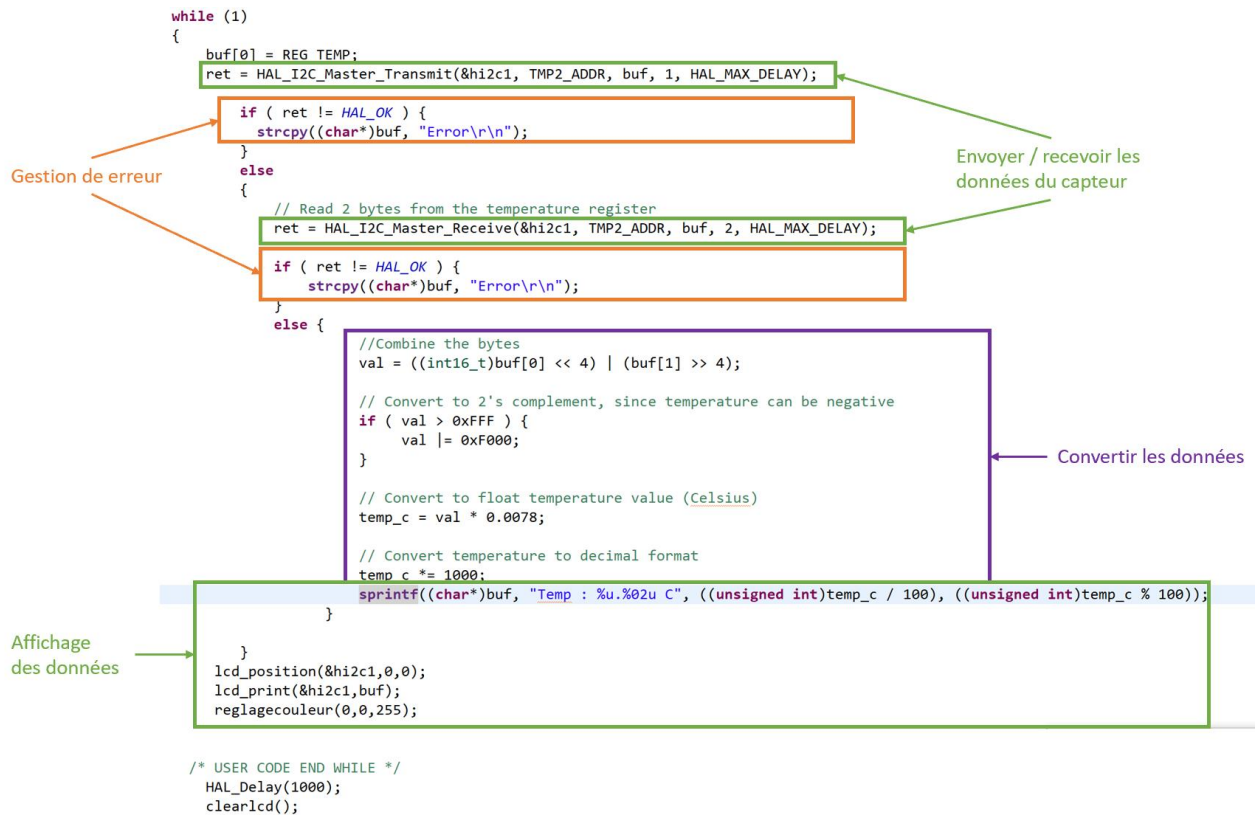 while (1)
{
buf[0] = REG_TEMP;
ret = HAL_I2C_Master_Transmit(&hi2c1, TMP2_ADDR, buf, 1, HAL_MAX_DELAY);
if ( ret != HAL_OK ) {
strcpy((char*)buf, "Error\r\n");
}
else
{
Gestion de erreur
Envoyer / recevoir les
données du capteur
// Read 2 bytes from the temperature register
ret = HAL_I2C_Master_Receive(&hi2c1, TMP2_ADDR, buf, 2, HAL_MAX_DELAY);
if ( ret != HAL_OK ) {
strcpy((char*)buf, "Error\r\n");
}
else {
//Combine the bytes
val = ((int16_t)buf[0] << 4) | (buf[1] >> 4);
// Convert to 2's complement, since temperature can be negative
if ( val > 0xFFF ) {
val |= 0xF000;
}
Convertir les données
// Convert to float temperature value (Celsius)
temp_c = val * 0.0078;
// Convert temperature to decimal format
temp_c *= 1000;
sprintf((char*)buf, "Temp : %u.%02u C", ((unsigned int)temp_c / 100), ((unsigned int)temp_c % 100));
}
}
Affichage
des données
lcd_position(&hi2c1,0,0);
lcd_print(&hi2c1,buf);
reglagecouleur(0,0,255);
/* USER CODE END WHILE */
HAL_Delay(1000);
clearlcd();